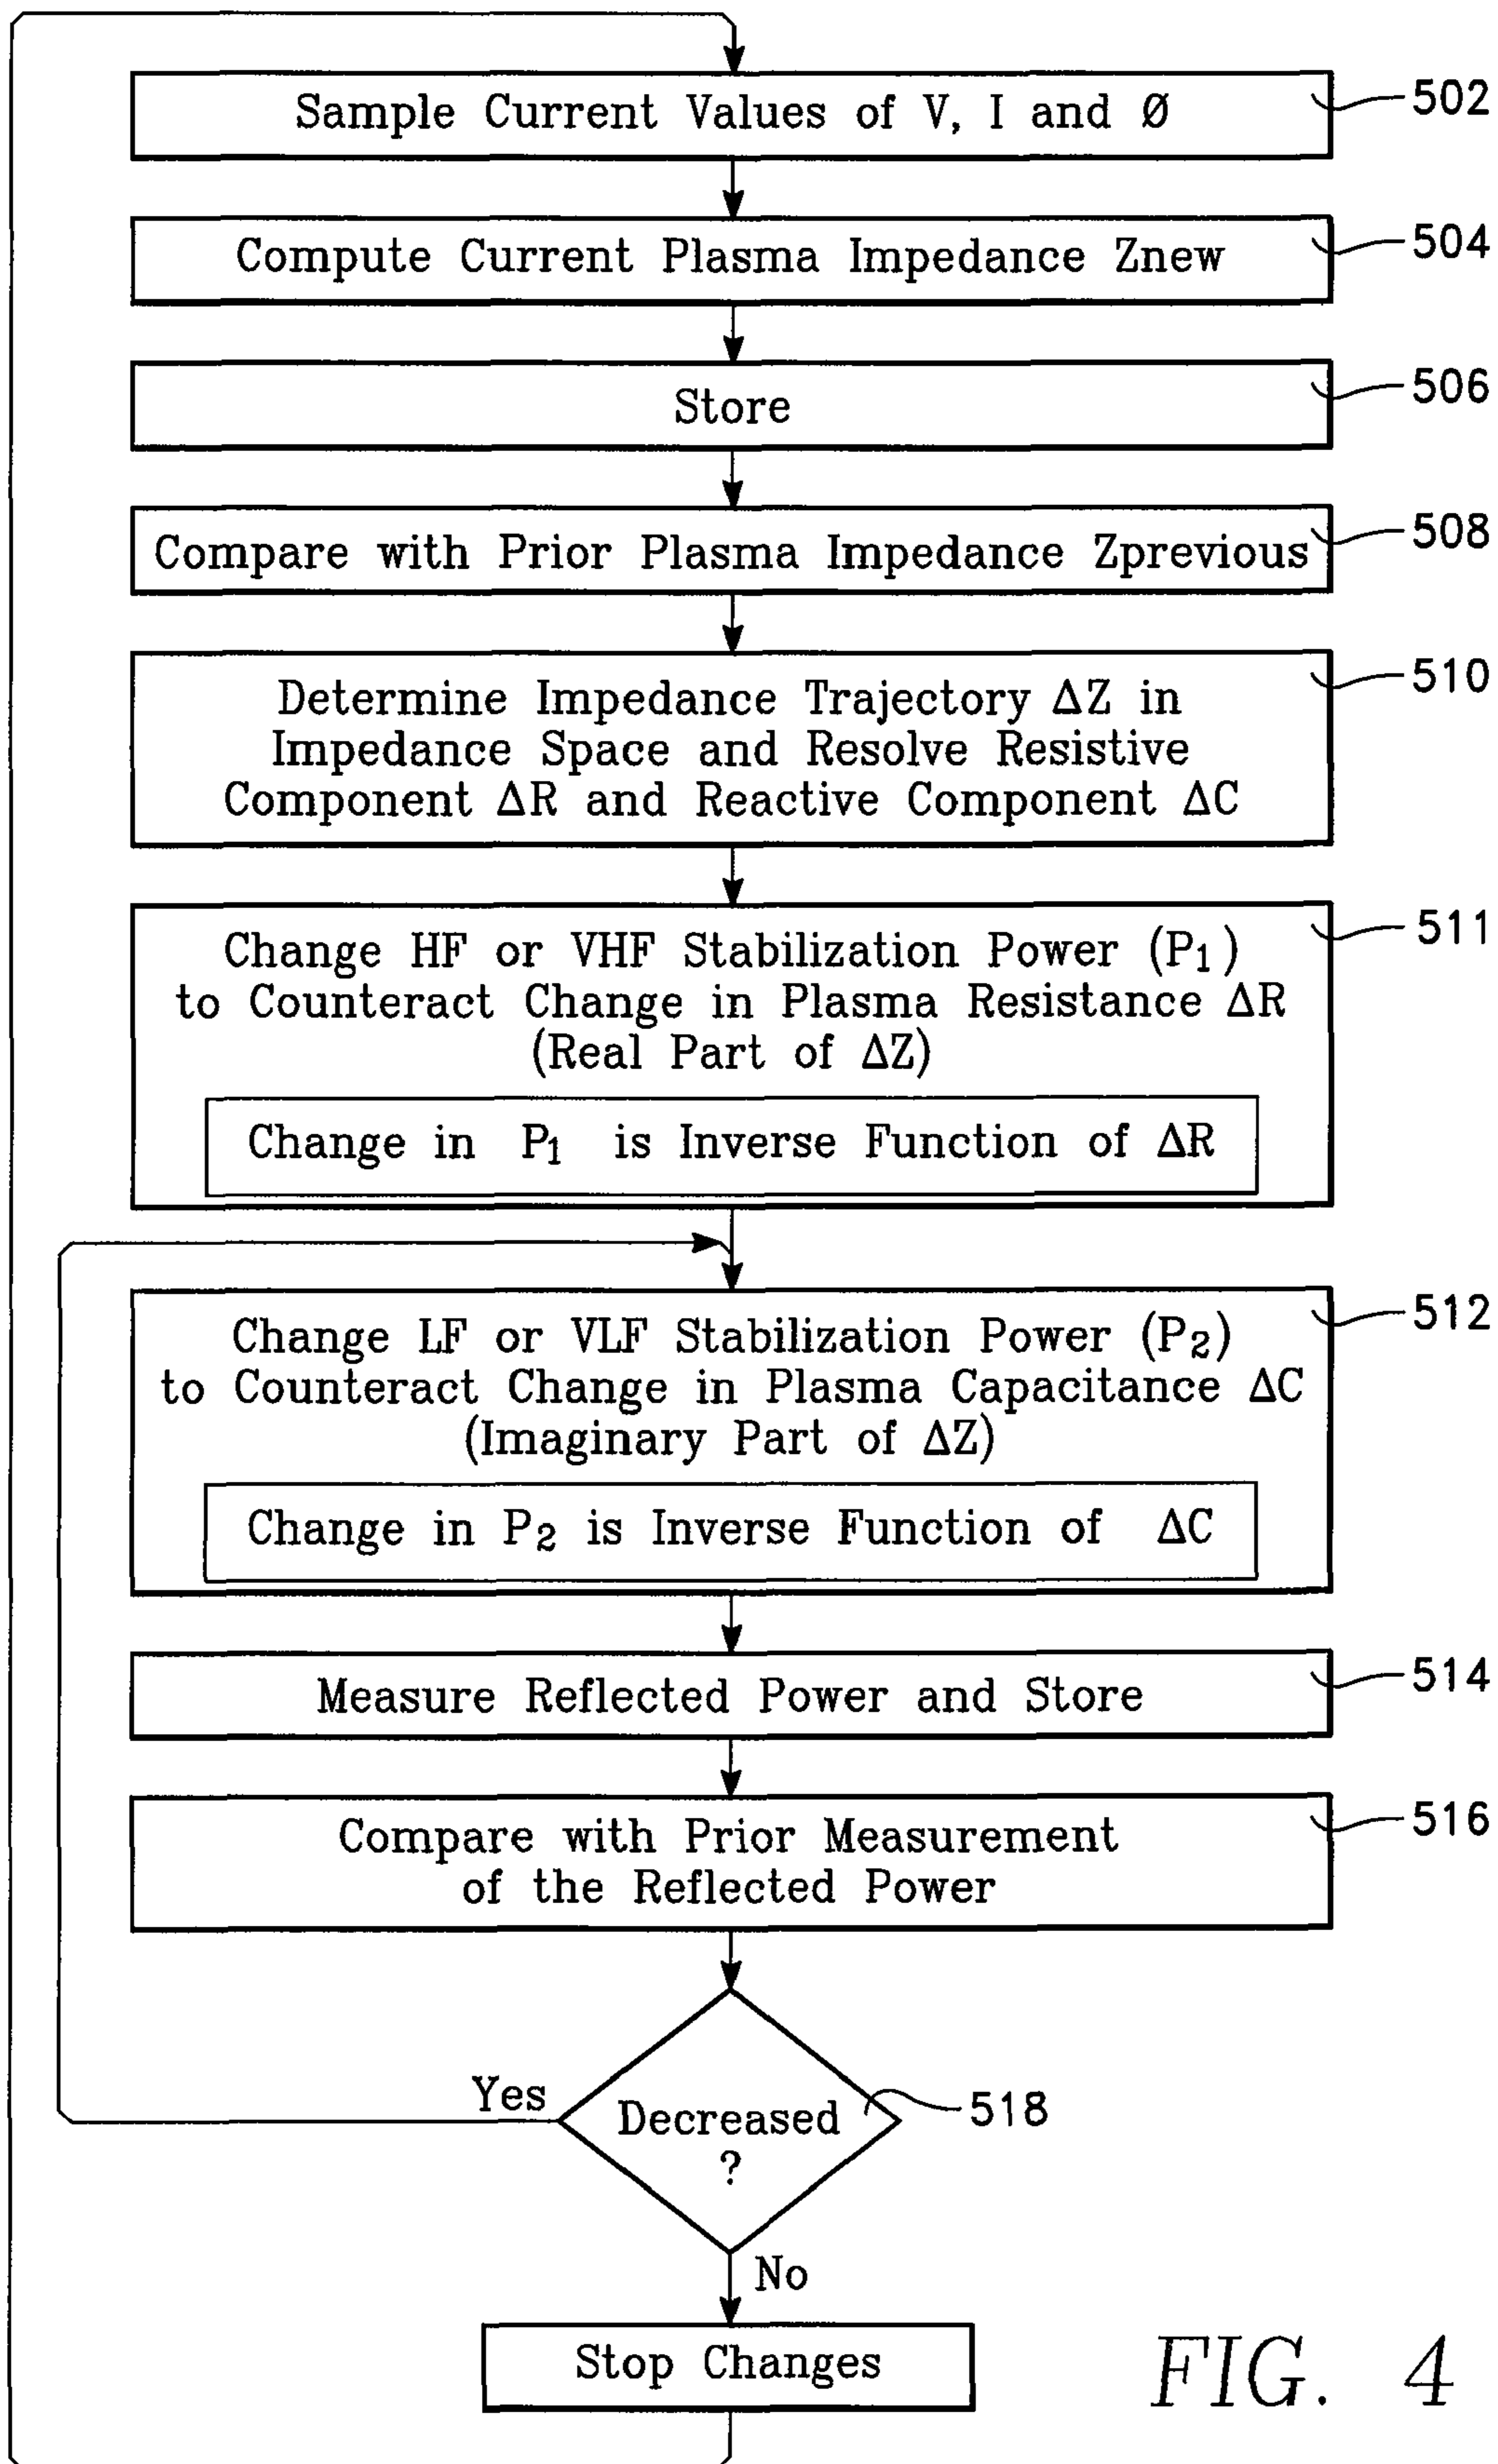 Sample Current Values of V, I and Ø
502
Compute Current Plasma Impedance Znew
504
Store
506
Compare with Prior Plasma Impedance Zprevious
508
Determine Impedance Trajectory ΔZ in
Impedance Space and Resolve Resistive
Component ΔR and Reactive Component ΔC
510
Change HF or VHF Stabilization Power (P1)
to Counteract Change in Plasma Resistance ΔR
(Real Part of ΔZ)
Change in P1 is Inverse Function of ΔR
511
Change LF or VLF Stabilization Power (P2)
to Counteract Change in Plasma Capacitance ΔC
(Imaginary Part of ΔZ)
Change in P2 is Inverse Function of ΔC
512
Measure Reflected Power and Store
514
Compare with Prior Measurement
of the Reflected Power
516
Yes
Decreased
?
518
No
Stop Changes
FIG. 4